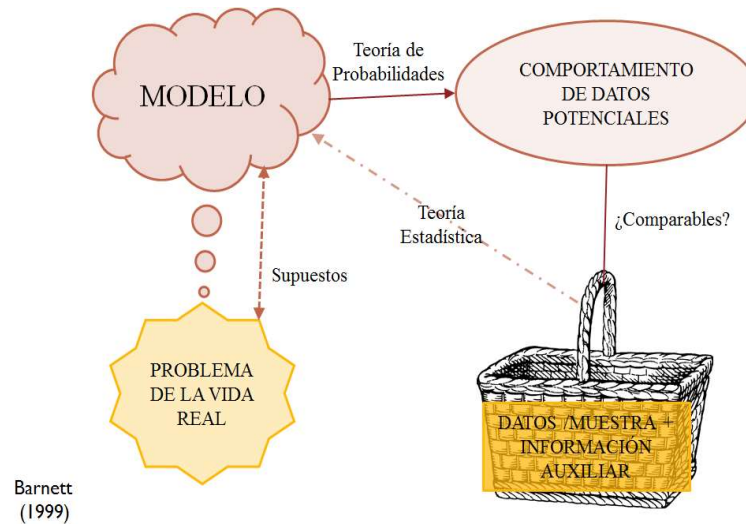 Teoría de
Probabilidades
MODELO
COMPORTAMIENTO
DE DATOS
POTENCIALES
Teoría
Estadística
¿Comparables?
Supuestos
PROBLEMA
DE LA VIDA
REAL
DATOS /MUESTRA +
INFORMACIÓN
AUXILIAR
Barnett
(1999)